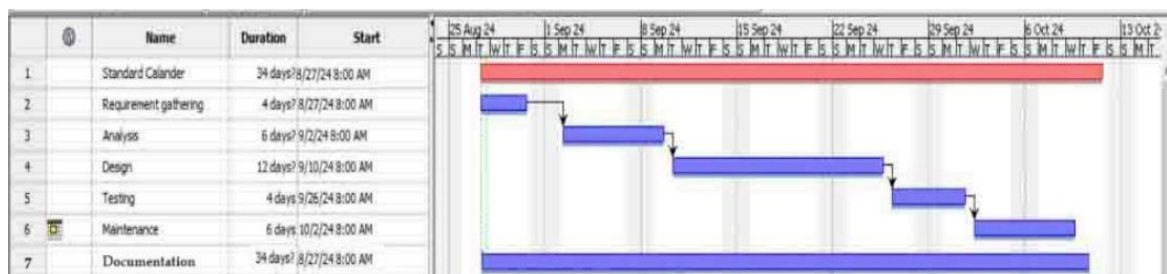 Name Duration Start 25 Aug 24 1 Sep 24 8 Sep 24 15 Sep 24 22 Sep 24 29 Sep 24 6 Oct 24 13 Oct 2
S S M T W T F S S M T W T F S S M T W T F S S M T W T F S S M T W T F S S M T W T F S S M T W T F S S M T
1 Standard Calander 34 days? 8/27/24 8:00 AM
2 Requirement gathering 4 days? 8/27/24 8:00 AM
3 Analysis 6 days? 9/2/24 8:00 AM
4 Design 12 days? 9/10/24 8:00 AM
5 Testing 4 days 9/26/24 8:00 AM
6 Maintenance 6 days 10/2/24 8:00 AM
7 Documentation 34 days? 8/27/24 8:00 AM